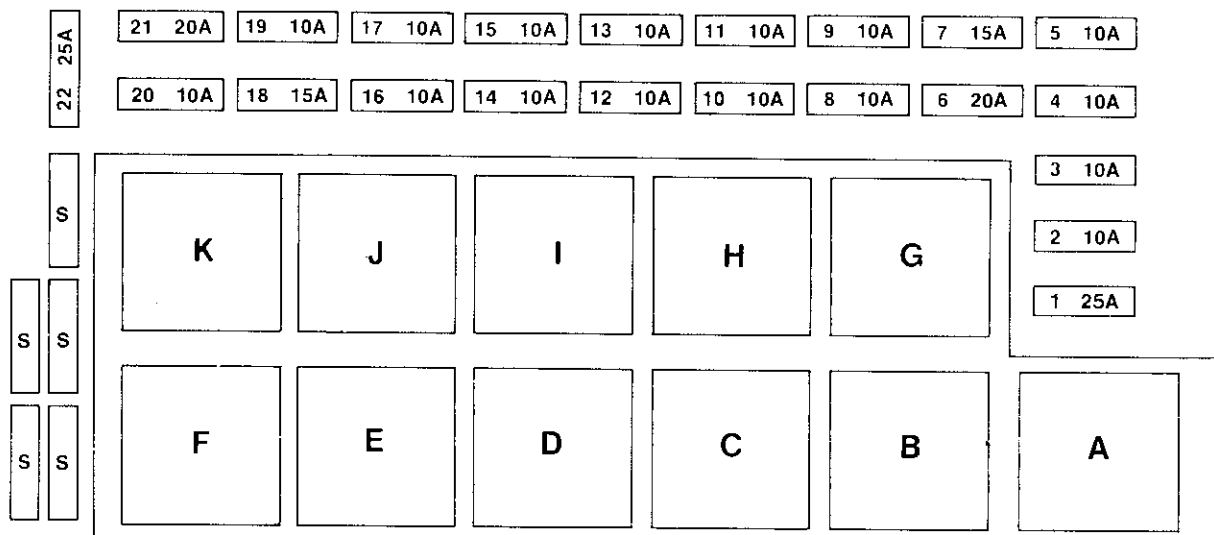 22 25A
21 20A 19 10A 17 10A 15 10A 13 10A 11 10A 9 10A 7 15A 5 10A
20 10A 18 15A 16 10A 14 10A 12 10A 10 10A 8 10A 6 20A 4 10A
3 10A
S
2 10A
K J I H G
1 25A
S S
F E D C B A
S S